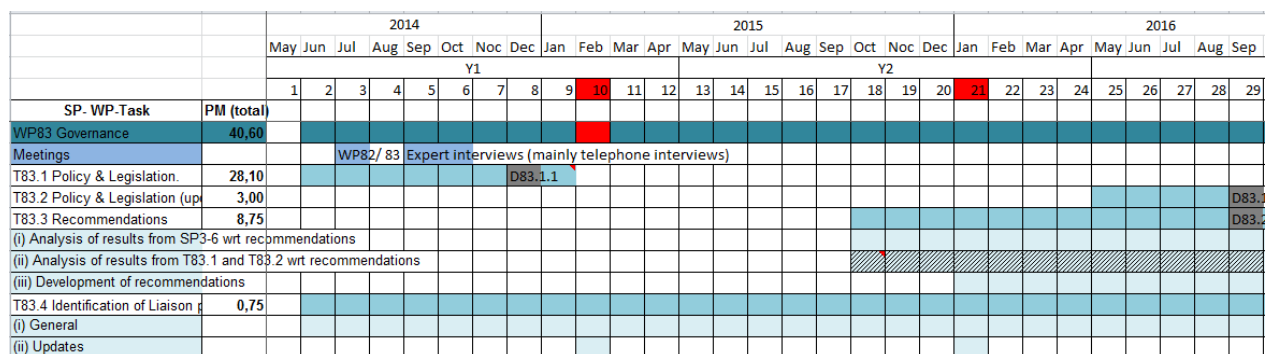 2014 2015 2016
May Jun Jul Aug Sep Oct Noc Dec Jan Feb Mar Apr May Jun Jul Aug Sep Oct Nov Dec Jan Feb Mar Apr May Jun Jul Aug Sep
Y1 Y2
1 2 3 4 5 6 7 8 9 10 11 12 13 14 15 16 17 18 19 20 21 22 23 24 25 26 27 28 29
SP- WP-Task PM (total)
WP83 Governance 40,60
Meetings WP82/ 83 Expert interviews (mainly telephone interviews)
T83.1 Policy & Legislation. 28,10 D83.1.1
T83.2 Policy & Legislation (up 3,00 D83.1
T83.3 Recommendations 8,75 D83.2
(i) Analysis of results from SP3-6 wrt recommendations
(ii) Analysis of results from T83.1 and T83.2 wrt recommendations
(iii) Development of recommendations
T83.4 Identification of Liaison p 0,75
(i) General
(ii) Updates